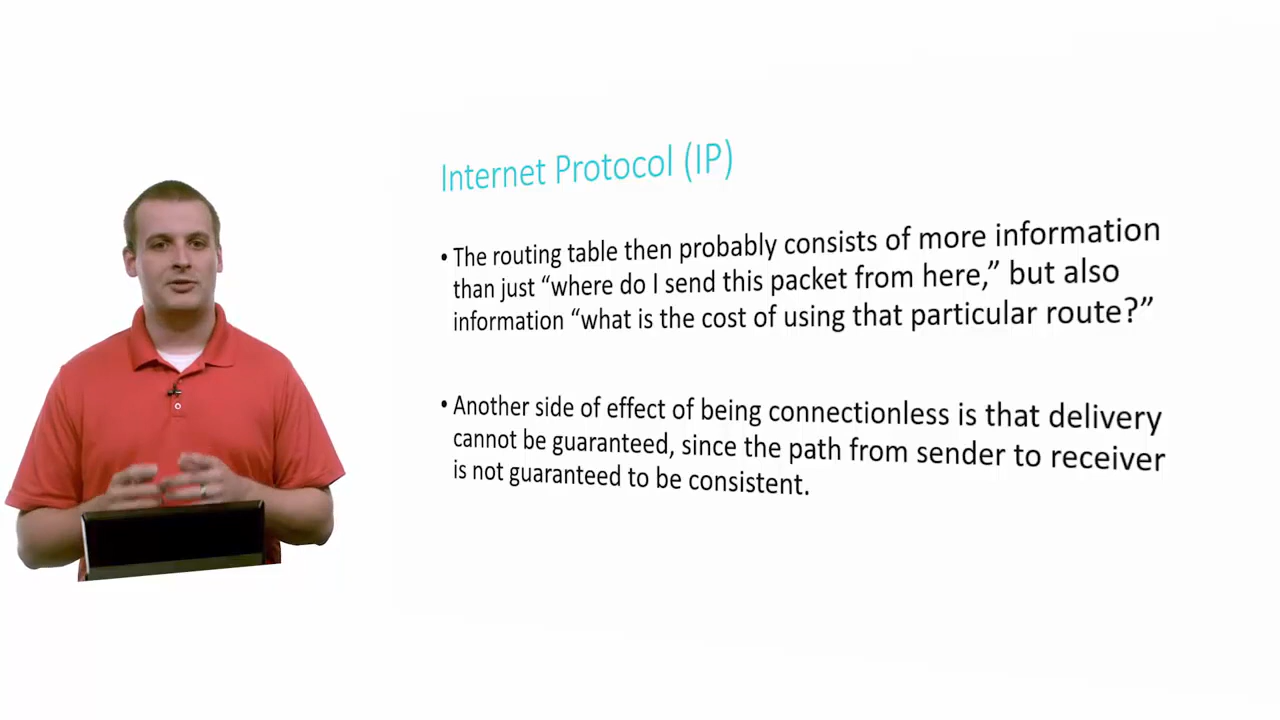 Internet Protocol (IP)
• The routing table then probably consists of more information
than just “where do I send this packet from here,” but also
information “what is the cost of using that particular route?”
• Another side of effect of being connectionless is that delivery
cannot be guaranteed, since the path from sender to receiver
is not guaranteed to be consistent.